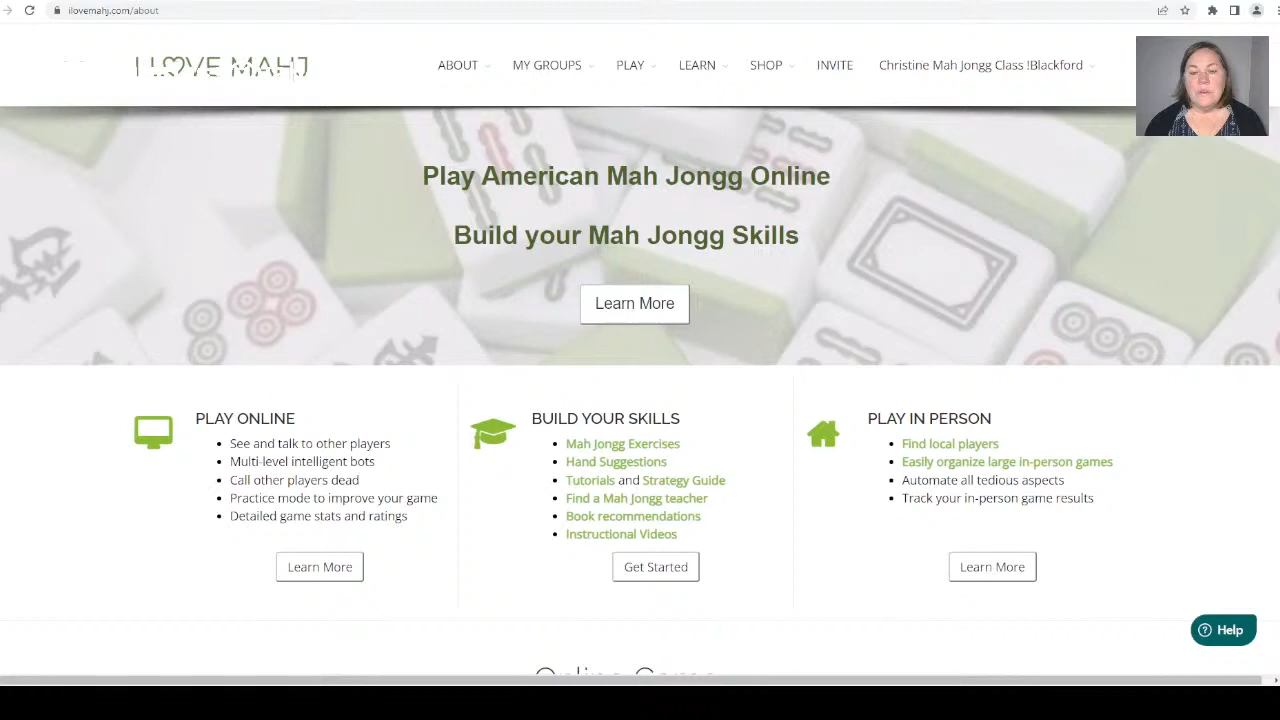 ilovemahj.com/about
I LOVE MAHJ
ABOUT
MY GROUPS
PLAY
LEARN
SHOP
INVITE
Christine Mah Jongg Class !Blackford
Play American Mah Jongg Online
Build your Mah Jongg Skills
Learn More
PLAY ONLINE
See and talk to other players
Multi-level intelligent bots
Call other players dead
Practice mode to improve your game
Detailed game stats and ratings
Learn More
BUILD YOUR SKILLS
Mah Jongg Exercises
Hand Suggestions
Tutorials and Strategy Guide
Find a Mah Jongg teacher
Book recommendations
Instructional Videos
Get Started
PLAY IN PERSON
Find local players
Easily organize large in-person games
Automate all tedious aspects
Track your in-person game results
Learn More
Help